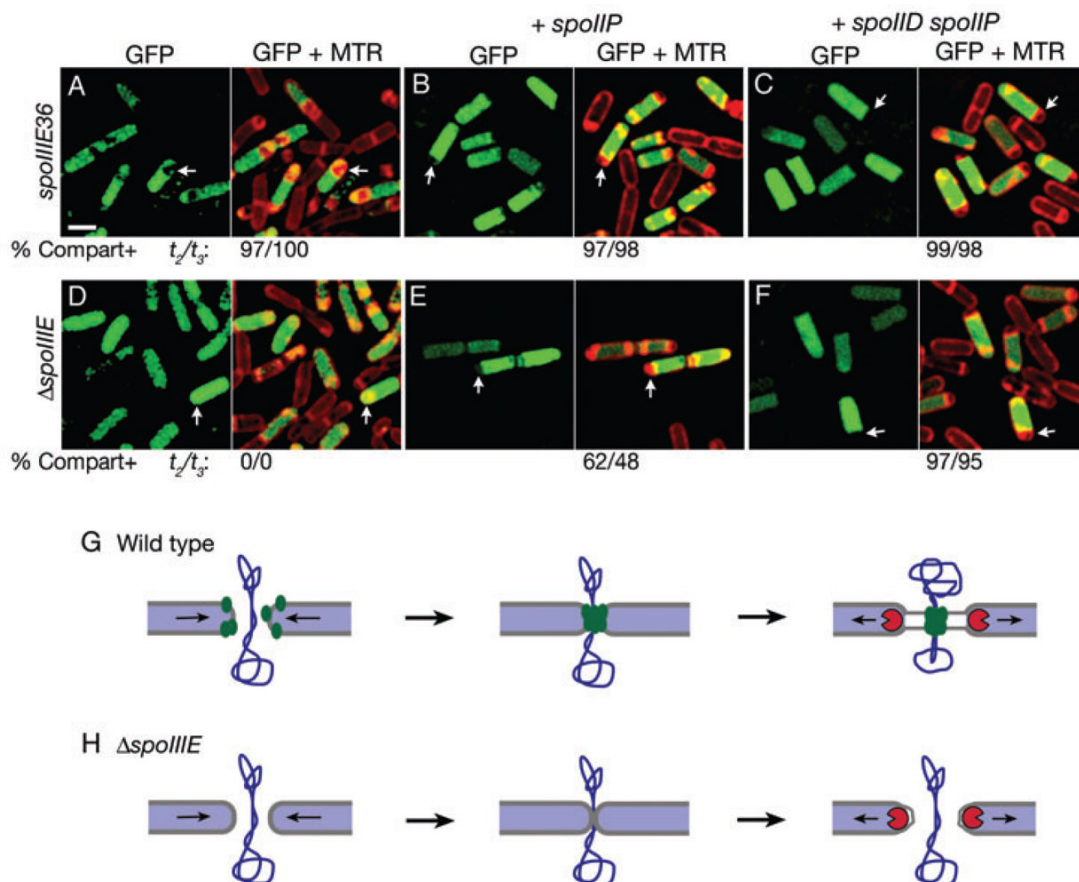 + spoIIP + spoIID spoIIP
GFP GFP + MTR GFP GFP + MTR GFP GFP + MTR
A B C
spoIIIE36
% Compart+ t2/t3: 97/100 97/98 99/98
D E F
ΔspoIIIE
% Compart+ t2/t3: 0/0 62/48 97/95
G Wild type
H ΔspoIIIE